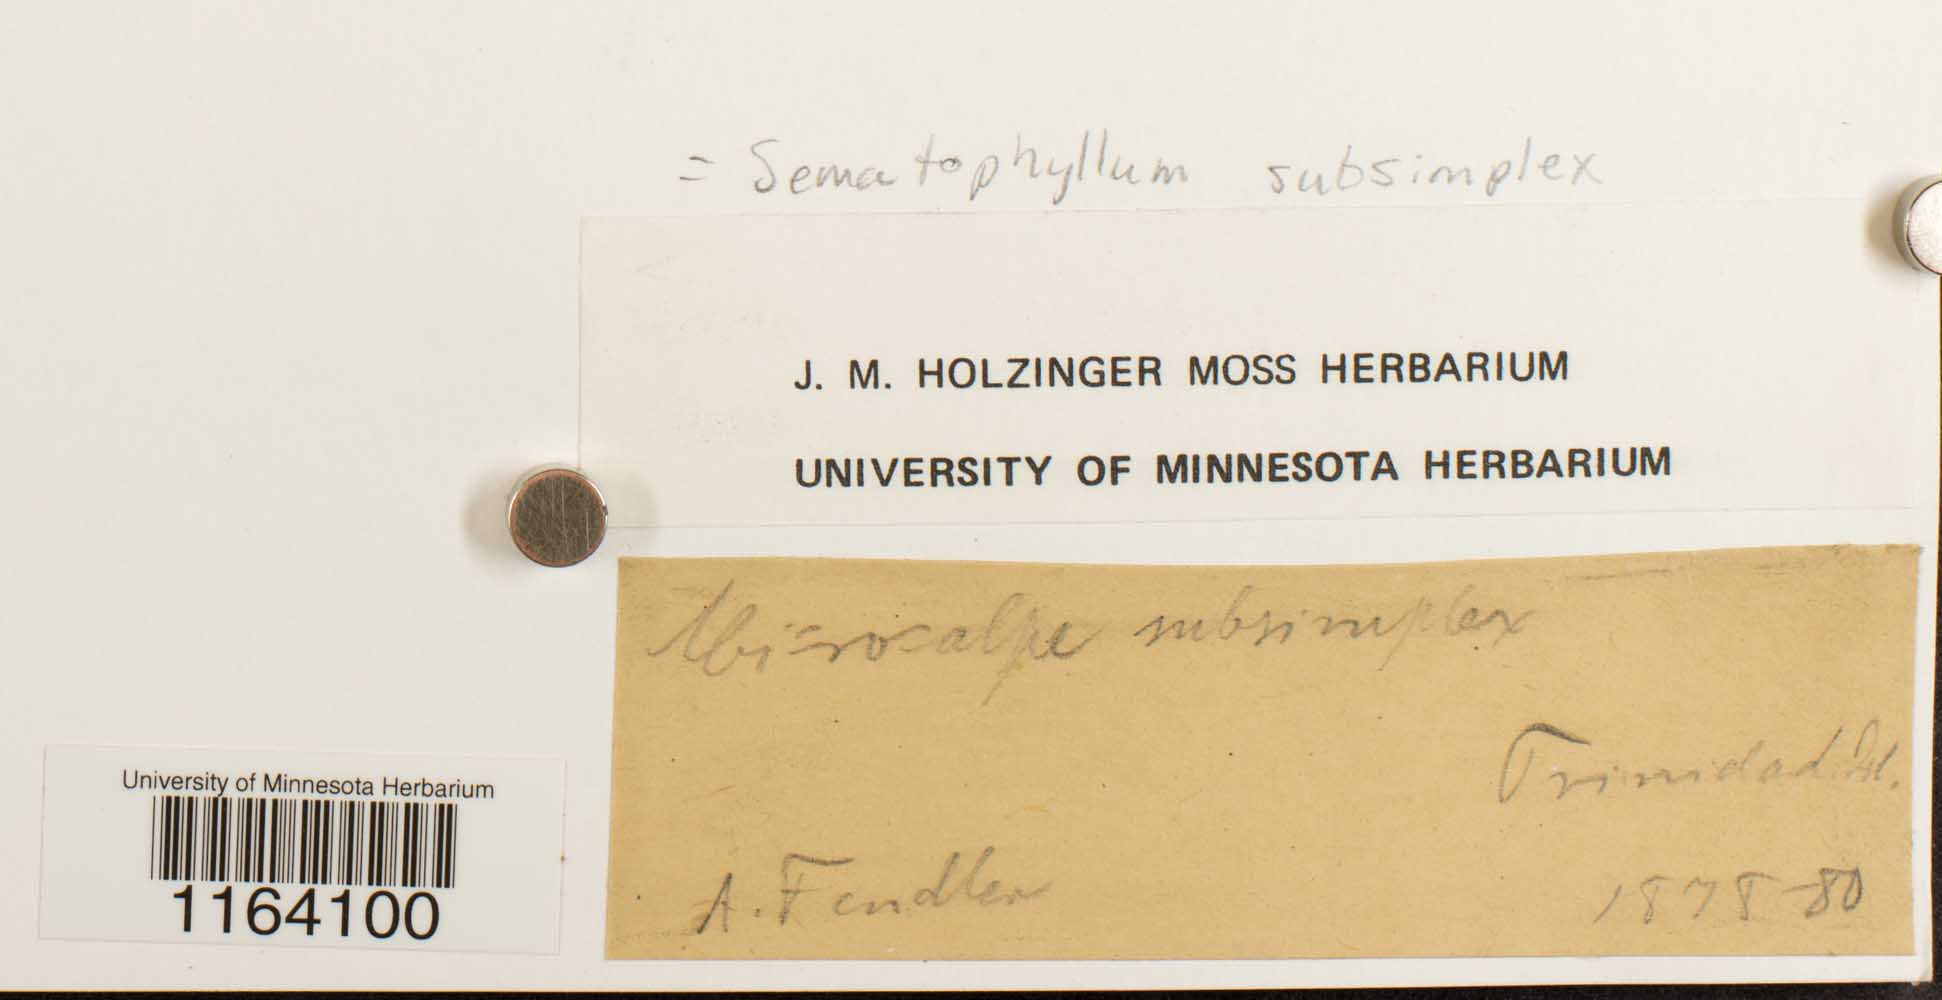 = Sematophyllum subsimplex
J. M. HOLZINGER MOSS HERBARIUM
UNIVERSITY OF MINNESOTA HERBARIUM
Microcalpe subsimplex
Trinidad Isl.
A. Fendler
1878-80
University of Minnesota Herbarium
1164100